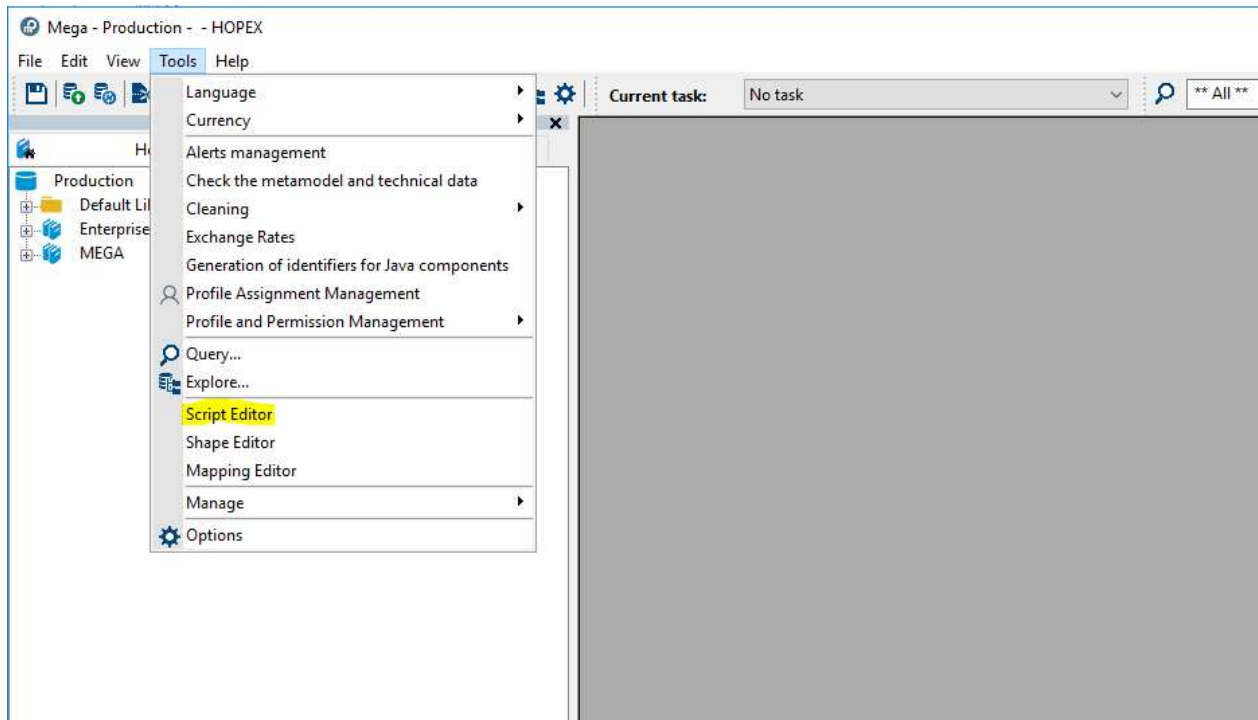 Mega - Production - - HOPEX
File Edit View Tools Help
Current task: No task ** All **
Language
Currency
Alerts management
Check the metamodel and technical data
Cleaning
Exchange Rates
Generation of identifiers for Java components
Profile Assignment Management
Profile and Permission Management
Query...
Explore...
Script Editor
Shape Editor
Mapping Editor
Manage
Options
Production
Default
Enterprise
MEGA